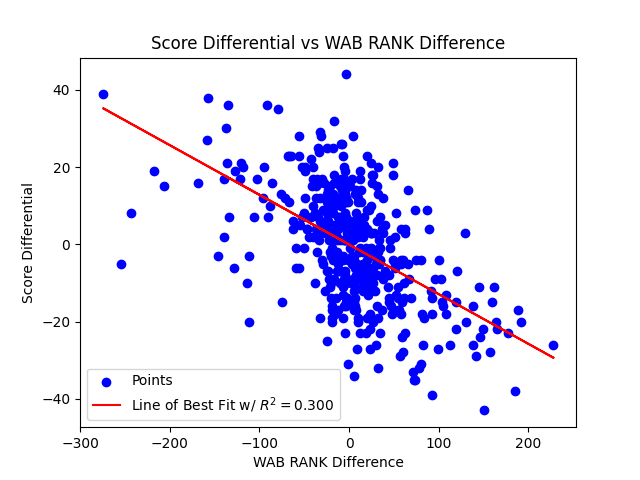 Score Differential vs WAB RANK Difference
40
20
0
−20
−40
Score Differential
Points
Line of Best Fit w/ R² = 0.300
−300 −200 −100 0 100 200
WAB RANK Difference